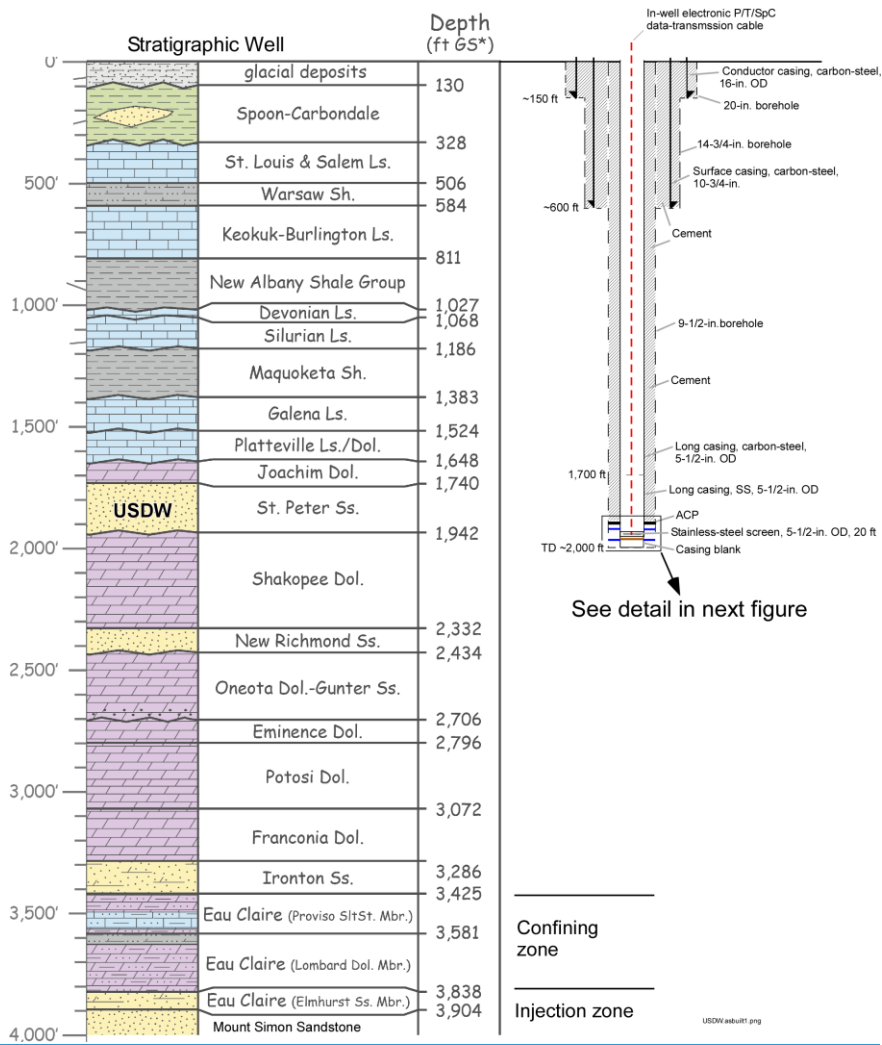 Stratigraphic Well
Depth
(ft GS*)
In-well electronic P/T/SpC
data-transmssion cable
0'
glacial deposits
130
Spoon-Carbondale
328
St. Louis & Salem Ls.
500'
506
Warsaw Sh.
584
Keokuk-Burlington Ls.
811
New Albany Shale Group
1,000'
1,027
Devonian Ls.
1,068
Silurian Ls.
1,186
Maquoketa Sh.
1,383
Galena Ls.
1,500'
1,524
Platteville Ls./Dol.
1,648
Joachim Dol.
1,740
USDW
St. Peter Ss.
1,942
2,000'
Shakopee Dol.
2,332
New Richmond Ss.
2,434
2,500'
Oneota Dol.-Gunter Ss.
2,706
Eminence Dol.
2,796
Potosi Dol.
3,000'
3,072
Franconia Dol.
3,286
Ironton Ss.
3,425
3,500'
Eau Claire (Proviso SltSt. Mbr.)
3,581
Eau Claire (Lombard Dol. Mbr.)
3,838
Eau Claire (Elmhurst Ss. Mbr.)
3,904
Mount Simon Sandstone
4,000'
Conductor casing, carbon-steel,
16-in. OD
~150 ft
20-in. borehole
14-3/4-in. borehole
Surface casing, carbon-steel,
10-3/4-in.
~600 ft
Cement
9-1/2-in.borehole
Cement
Long casing, carbon-steel,
5-1/2-in. OD
1,700 ft
Long casing, SS, 5-1/2-in. OD
ACP
Stainless-steel screen, 5-1/2-in. OD, 20 ft
TD ~2,000 ft
Casing blank
See detail in next figure
Confining
zone
Injection zone
USDW.asbuilt1.png